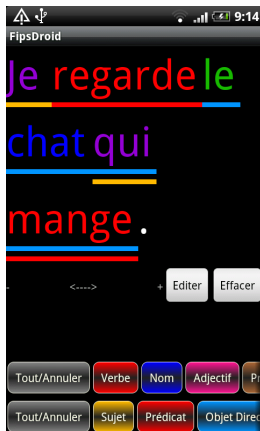 9:14
FipsDroid
Je regarde le
chat qui
mange.
- <----> + Editer Effacer
Tout/Annuler Verbe Nom Adjectif
Tout/Annuler Sujet Prédicat Objet Direc